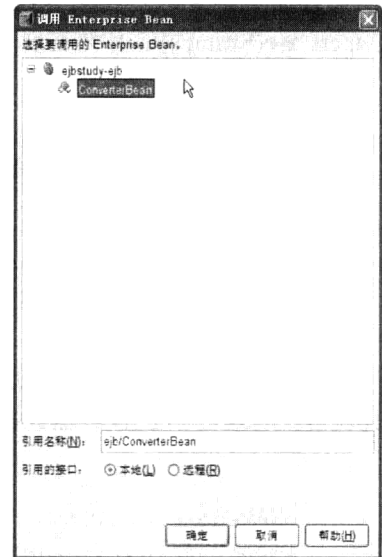 调用 Enterprise Bean
选择要调用的 Enterprise Bean。
ejbstudy-ejb
ConverterBean
引用名称(N): ejb/ConverterBean
引用的接口: 本地(L) 远程(R)
确定 取消 帮助(H)